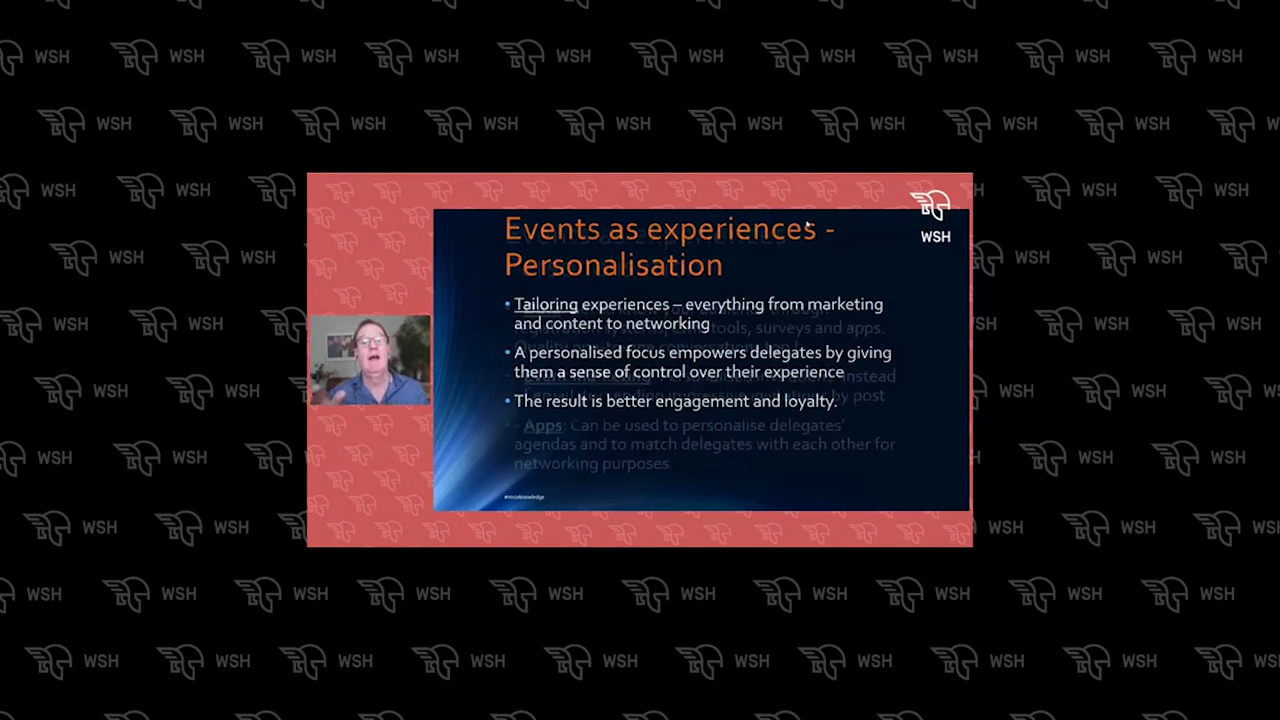 WSH
Events as experiences -
Personalisation
• Tailoring experiences – everything from marketing
and content to networking
• A personalised focus empowers delegates by giving
them a sense of control over their experience
• The result is better engagement and loyalty.
- Apps: Can be used to personalise delegates'
agendas and to match delegates with each other for
networking purposes.
#miceknowledge